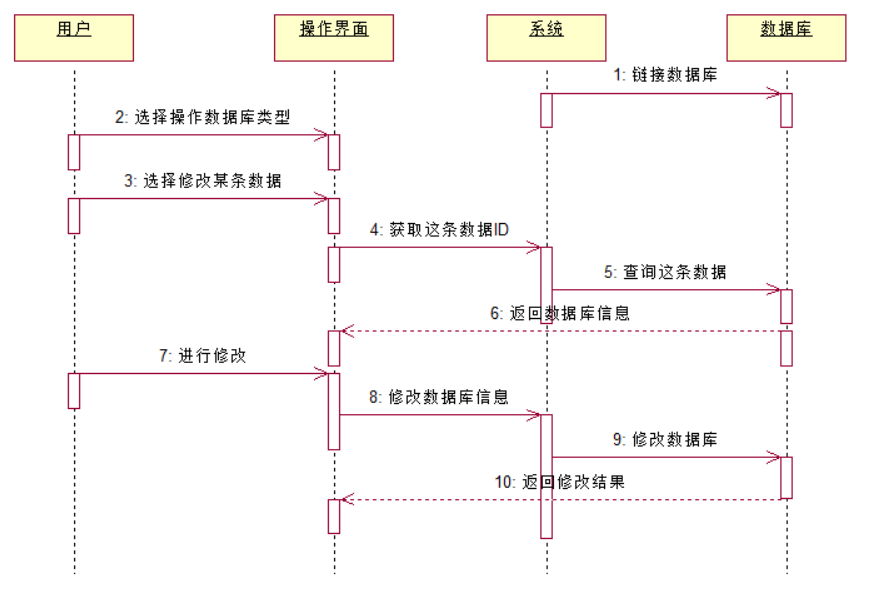 用户
操作界面
系统
数据库
1: 链接数据库
2: 选择操作数据库类型
3: 选择修改某条数据
4: 获取这条数据ID
5: 查询这条数据
6: 返回数据库信息
7: 进行修改
8: 修改数据库信息
9: 修改数据库
10: 返回修改结果